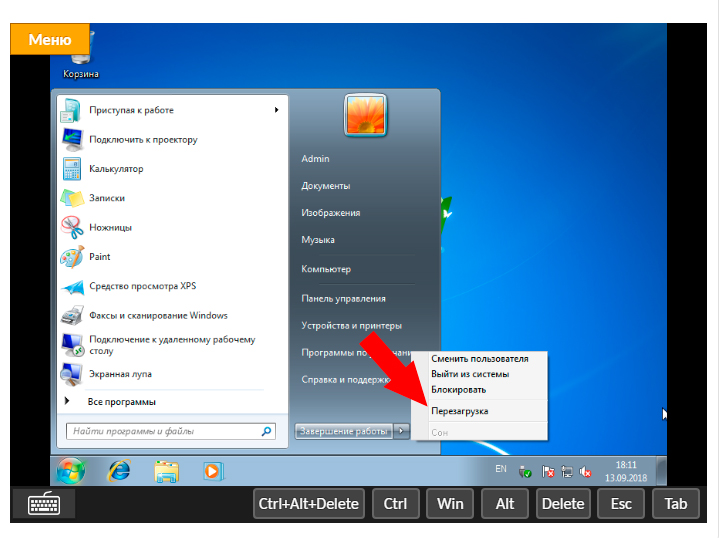 Меню
Корзина
Приступая к работе
Подключить к проектору
Калькулятор
Записки
Ножницы
Paint
Средство просмотра XPS
Факсы и сканирование Windows
Подключение к удаленному рабочему
столу
Экранная лупа
Все программы
Найти программы и файлы
Admin
Документы
Изображения
Музыка
Компьютер
Панель управления
Устройства и принтеры
Программы по
Справка и поддержка
Завершение работы
Сменить пользователя
Выйти из системы
Блокировать
Перезагрузка
Сон
EN
18:11
13.09.2018
Ctrl+Alt+Delete
Ctrl
Win
Alt
Delete
Esc
Tab